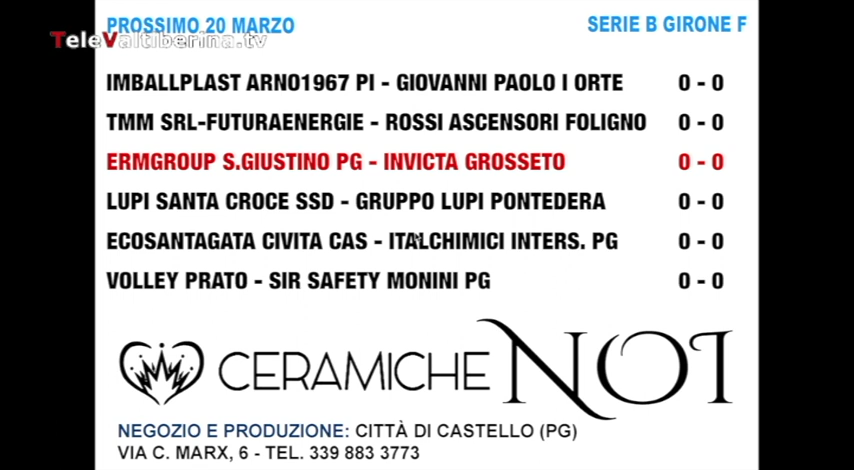 PROSSIMO 20 MARZO
SERIE B GIRONE F
TeleValtiberina.tv
IMBALLPLAST ARNO1967 PI - GIOVANNI PAOLO I ORTE 0 - 0
TMM SRL-FUTURAENERGIE - ROSSI ASCENSORI FOLIGNO 0 - 0
ERMGROUP S.GIUSTINO PG - INVICTA GROSSETO 0 - 0
LUPI SANTA CROCE SSD - GRUPPO LUPI PONTEDERA 0 - 0
ECOSANTAGATA CIVITA CAS - ITALCHIMICI INTERS. PG 0 - 0
VOLLEY PRATO - SIR SAFETY MONINI PG 0 - 0
CERAMICHE NOI
NEGOZIO E PRODUZIONE: CITTÀ DI CASTELLO (PG)
VIA C. MARX, 6 - TEL. 339 883 3773